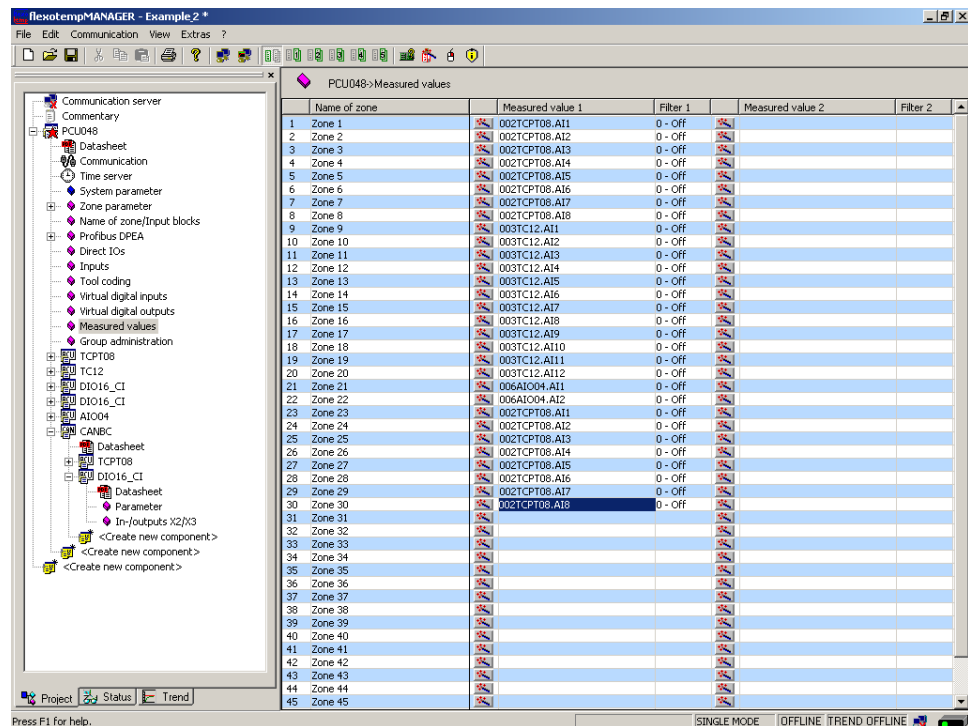 flexotempMANAGER - Example_2 *
File Edit Communication View Extras ?
Communication server
Commentary
PCU048
Datasheet
Communication
Time server
System parameter
Zone parameter
Name of zone/Input blocks
Profibus DPEA
Direct IOs
Inputs
Tool coding
Virtual digital inputs
Virtual digital outputs
Measured values
Group administration
TCPT08
TC12
DIO16_CI
DIO16_CI
AIO04
CANBC
Datasheet
TCPT08
DIO16_CI
Datasheet
Parameter
In-/outputs X2/X3
<Create new component>
<Create new component>
<Create new component>
Project Status Trend
PCU048->Measured values
Name of zone Measured value 1 Filter 1 Measured value 2 Filter 2
1 Zone 1 002TCPT08.AI1 0 - Off
2 Zone 2 002TCPT08.AI2 0 - Off
3 Zone 3 002TCPT08.AI3 0 - Off
4 Zone 4 002TCPT08.AI4 0 - Off
5 Zone 5 002TCPT08.AI5 0 - Off
6 Zone 6 002TCPT08.AI6 0 - Off
7 Zone 7 002TCPT08.AI7 0 - Off
8 Zone 8 002TCPT08.AI8 0 - Off
9 Zone 9 003TC12.AI1 0 - Off
10 Zone 10 003TC12.AI2 0 - Off
11 Zone 11 003TC12.AI3 0 - Off
12 Zone 12 003TC12.AI4 0 - Off
13 Zone 13 003TC12.AI5 0 - Off
14 Zone 14 003TC12.AI6 0 - Off
15 Zone 15 003TC12.AI7 0 - Off
16 Zone 16 003TC12.AI8 0 - Off
17 Zone 17 003TC12.AI9 0 - Off
18 Zone 18 003TC12.AI10 0 - Off
19 Zone 19 003TC12.AI11 0 - Off
20 Zone 20 003TC12.AI12 0 - Off
21 Zone 21 006AIO04.AI1 0 - Off
22 Zone 22 006AIO04.AI2 0 - Off
23 Zone 23 002TCPT08.AI1 0 - Off
24 Zone 24 002TCPT08.AI2 0 - Off
25 Zone 25 002TCPT08.AI3 0 - Off
26 Zone 26 002TCPT08.AI4 0 - Off
27 Zone 27 002TCPT08.AI5 0 - Off
28 Zone 28 002TCPT08.AI6 0 - Off
29 Zone 29 002TCPT08.AI7 0 - Off
30 Zone 30 002TCPT08.AI8 0 - Off
31 Zone 31
32 Zone 32
33 Zone 33
34 Zone 34
35 Zone 35
36 Zone 36
37 Zone 37
38 Zone 38
39 Zone 39
40 Zone 40
41 Zone 41
42 Zone 42
43 Zone 43
44 Zone 44
45 Zone 45
Press F1 for help. SINGLE MODE OFFLINE TREND OFFLINE